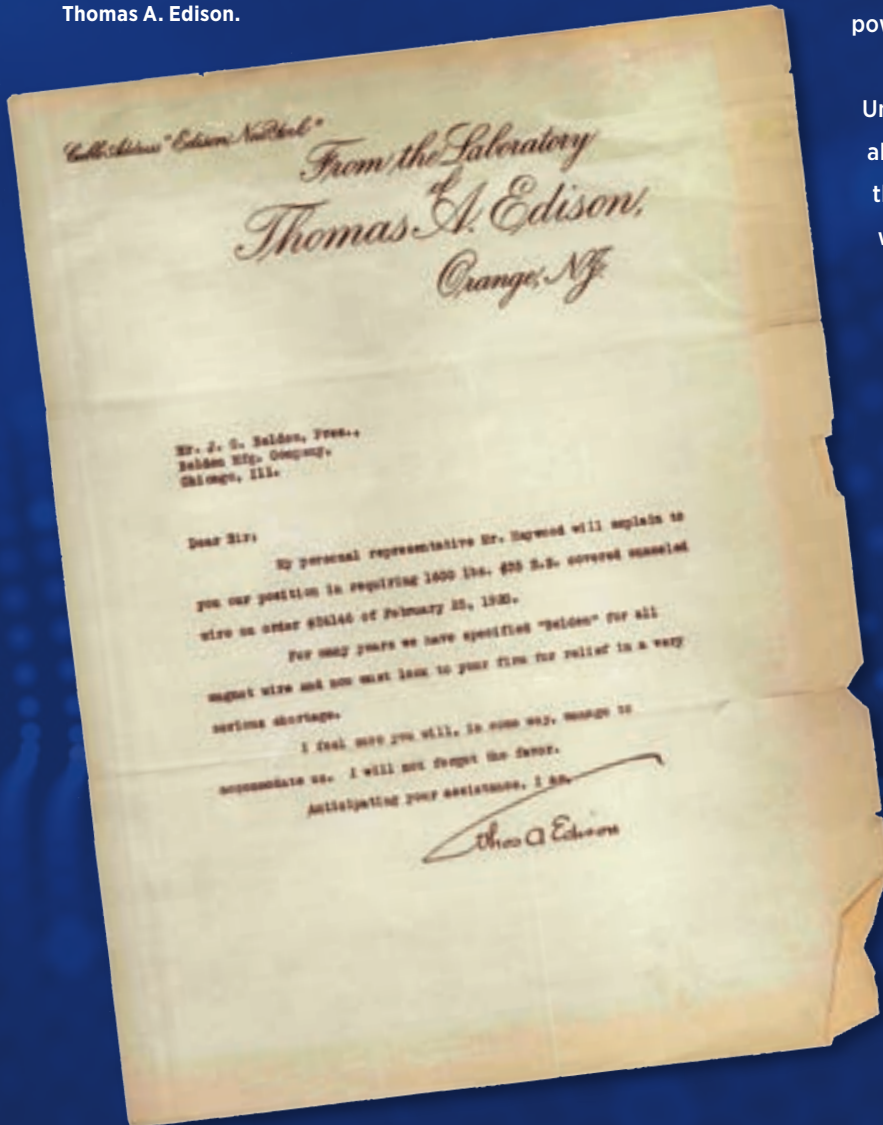 Thomas A. Edison.
pov
Un
al
th
w
Cable Address "Edison New York"
From the Laboratory
of
Thomas A. Edison,
Orange, N.J.
Mr. J. C. Belden, Pres.,
Belden Mfg. Company.
Chicago, Ill.
Dear Sir:
My personal representative Mr. Haywood will explain to
you our position in requiring 1600 lbs. S.S. covered enameled
wire on order of February 25, 1920.
For many years we have specified "Belden" for all
magnet wire and now must look to your firm for relief in a very
serious shortage.
I feel sure you will, in some way, manage to
accommodate us. I will not forget the favor.
Anticipating your assistance, I am,
Thos A Edison